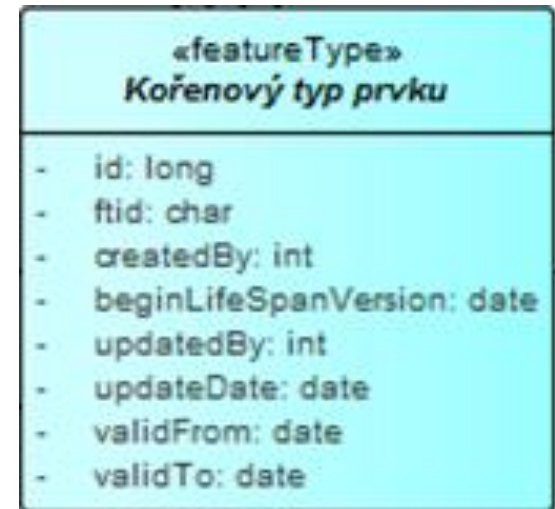 «featureType»
Kořenový typ prvku
- id: long
- ftid: char
- createdBy: int
- beginLifeSpanVersion: date
- updatedBy: int
- updateDate: date
- validFrom: date
- validTo: date